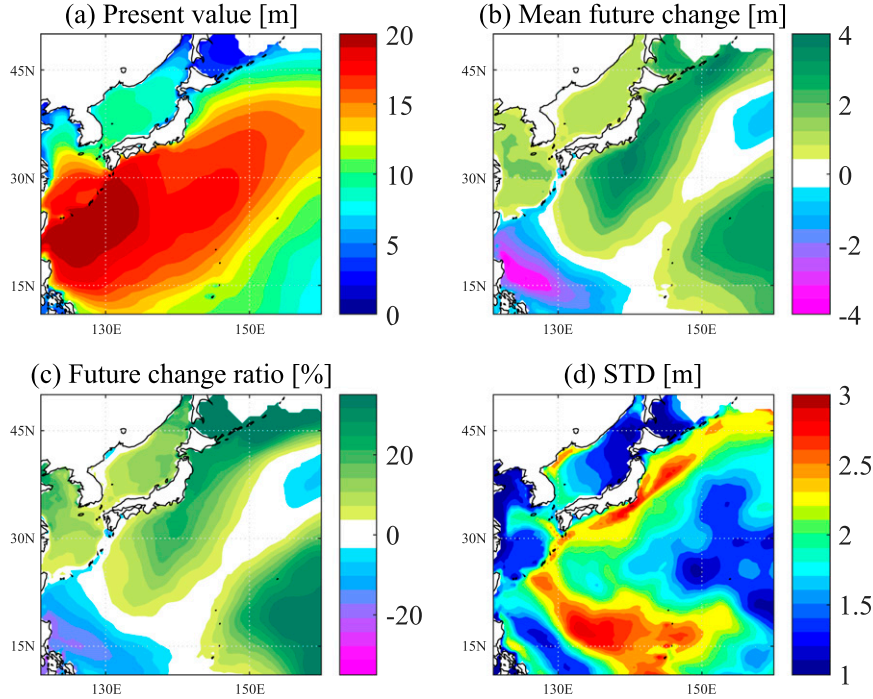 (a) Present value [m]
45N
30N
15N
130E
150E
20
15
10
5
0
(b) Mean future change [m]
45N
30N
15N
130E
150E
4
2
0
-2
-4
(c) Future change ratio [%]
45N
30N
15N
130E
150E
20
0
-20
(d) STD [m]
45N
30N
15N
130E
150E
3
2.5
2
1.5
1